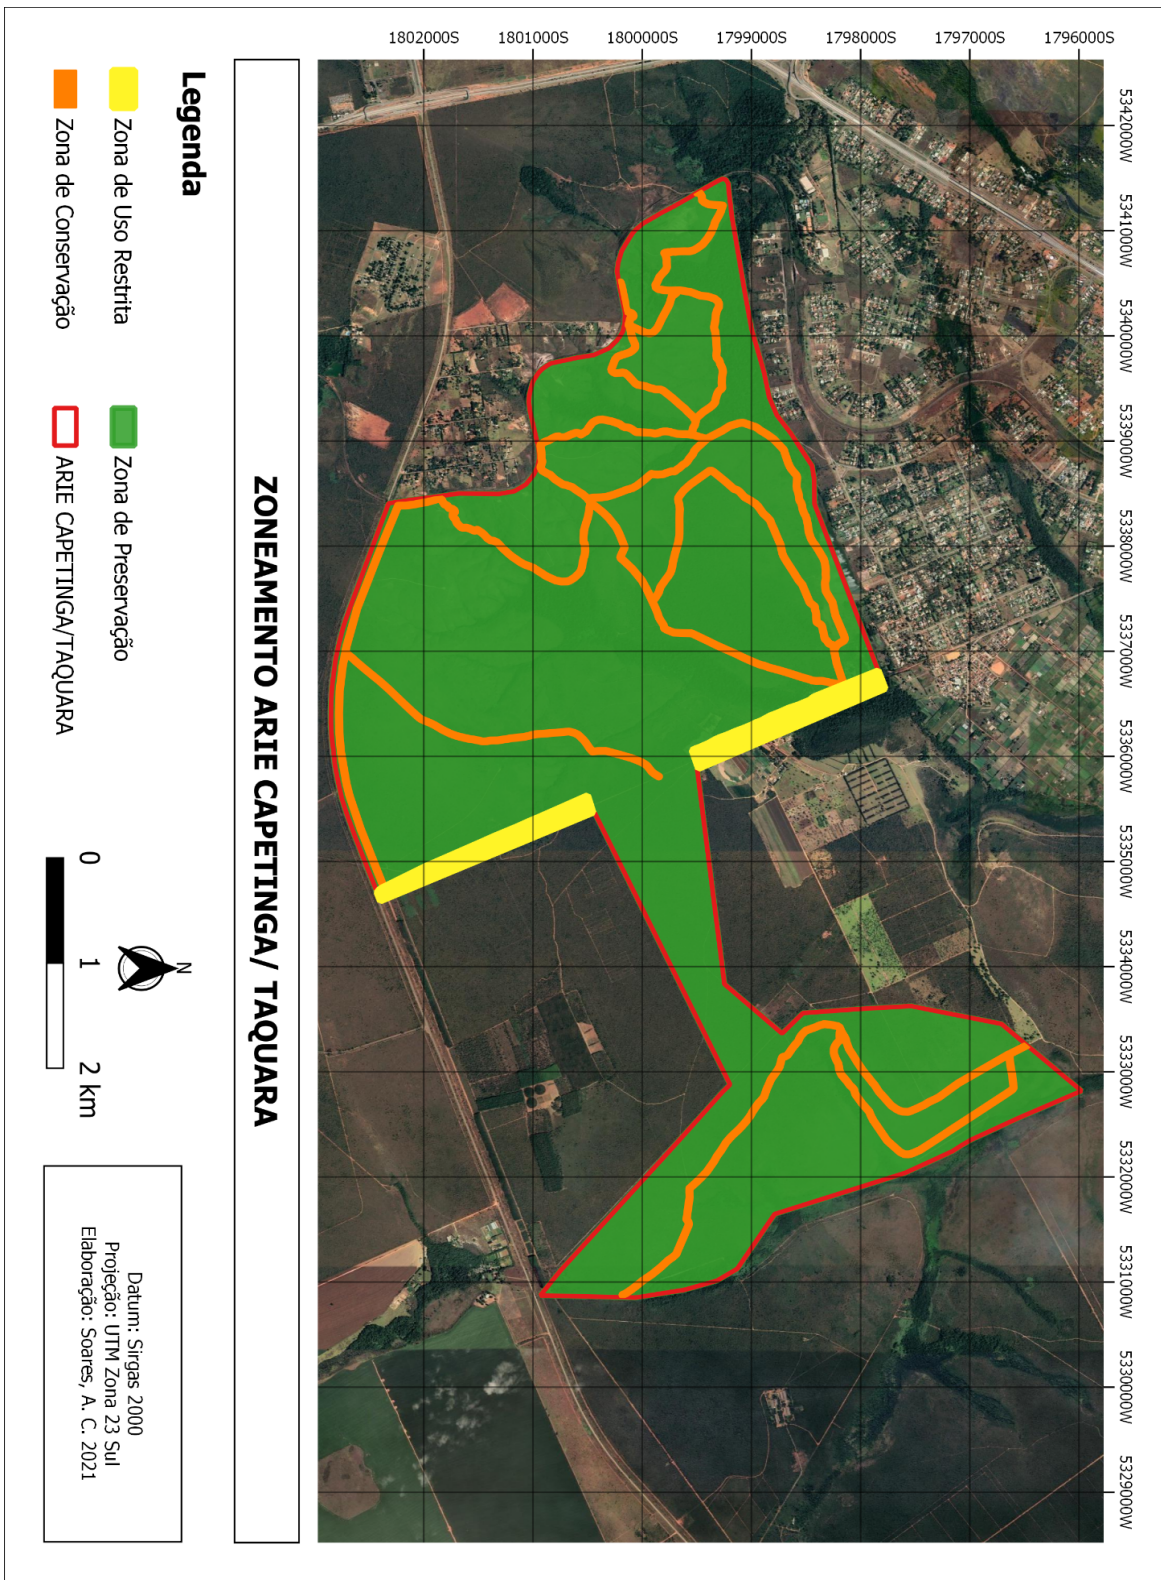 5342000W 5341000W 5340000W 5339000W 5338000W 5337000W 5336000W 5335000W 5334000W 5333000W 5332000W 5331000W 5330000W 5329000W
1796000S
1797000S
1798000S
1799000S
1800000S
1801000S
1802000S
ZONEAMENTO ARIE CAPETINGA/ TAQUARA
Legenda
Zona de Uso Restrita
Zona de Conservação
Zona de Preservação
ARIE CAPETINGA/TAQUARA
N
0 1 2 km
Datum: Sirgas 2000
Projeção: UTM Zona 23 Sul
Elaboração: Soares, A. C. 2021